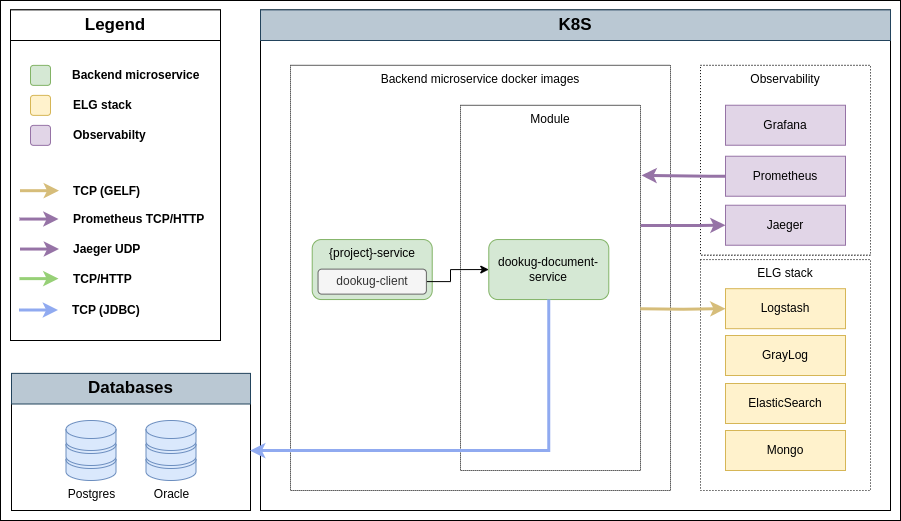 Legend
Backend microservice
ELG stack
Observabilty
TCP (GELF)
Prometheus TCP/HTTP
Jaeger UDP
TCP/HTTP
TCP (JDBC)
Databases
Postgres
Oracle
K8S
Backend microservice docker images
Module
{project}-service
dookug-client
dookug-document-
service
Observability
Grafana
Prometheus
Jaeger
ELG stack
Logstash
GrayLog
ElasticSearch
Mongo